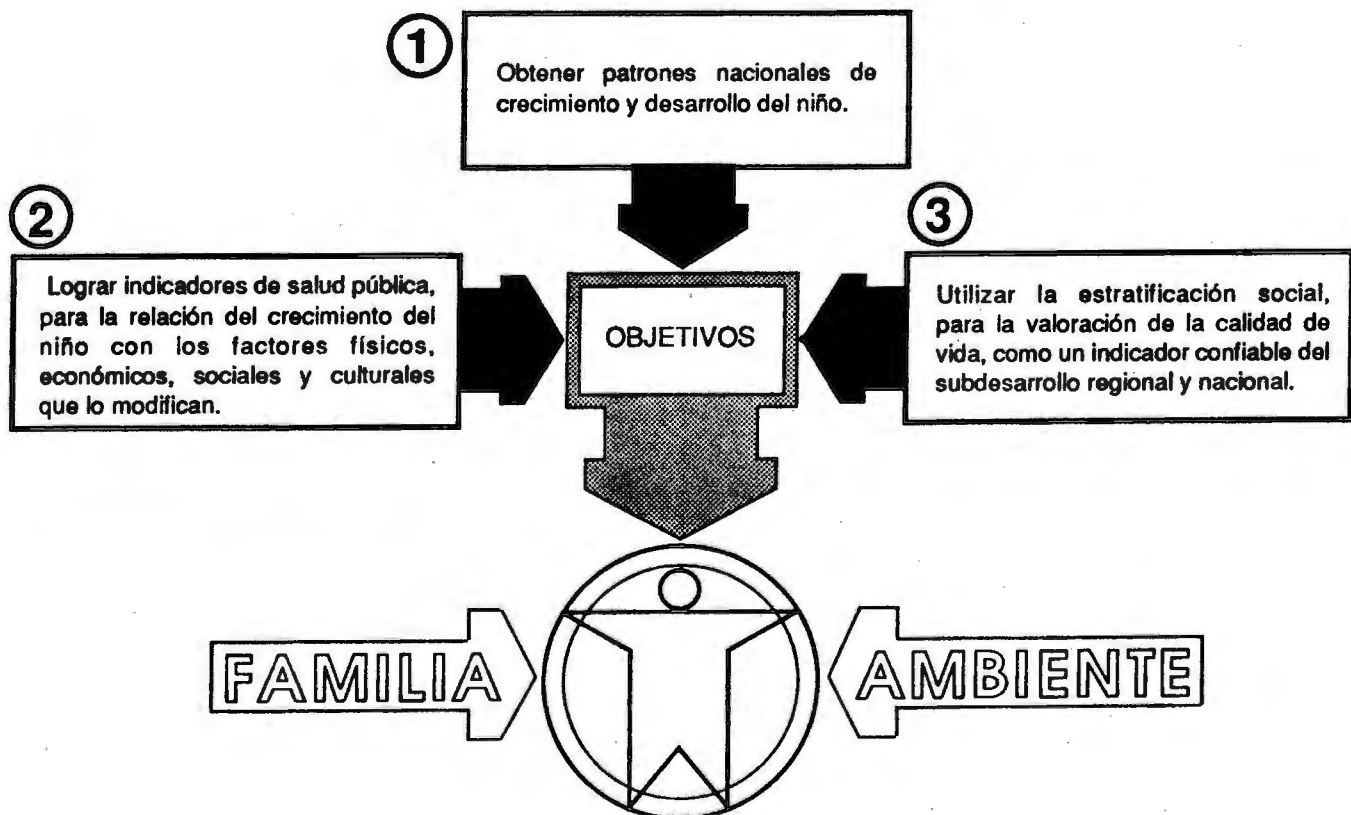 1
Obtener patrones nacionales de
crecimiento y desarrollo del niño.
2
Lograr indicadores de salud pública,
para la relación del crecimiento del
niño con los factores físicos,
económicos, sociales y culturales
que lo modifican.
3
Utilizar la estratificación social,
para la valoración de la calidad de
vida, como un indicador confiable del
subdesarrollo regional y nacional.
OBJETIVOS
FAMILIA
AMBIENTE